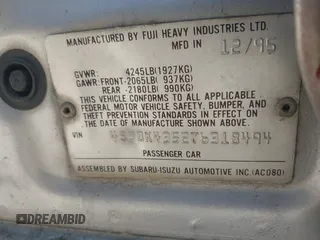 MANUFACTURED BY FUJI HEAVY INDUSTRIES LTD.
MFD IN 12/95
GVWR: 4245LB(1927KG)
GAWR: FRONT-2065LB( 937KG)
REAR -2180LB( 990KG)
THIS VEHICLE CONFORMS TO ALL APPLICABLE
FEDERAL MOTOR VEHICLE SAFETY, BUMPER, AND
THEFT PREVENTION STANDARDS IN EFFECT ON
THE DATE OF MANUFACTURE SHOWN ABOVE.
VIN
PASSENGER CAR
ASSEMBLED BY SUBARU-ISUZU AUTOMOTIVE INC.(AC080)
DREAMBID